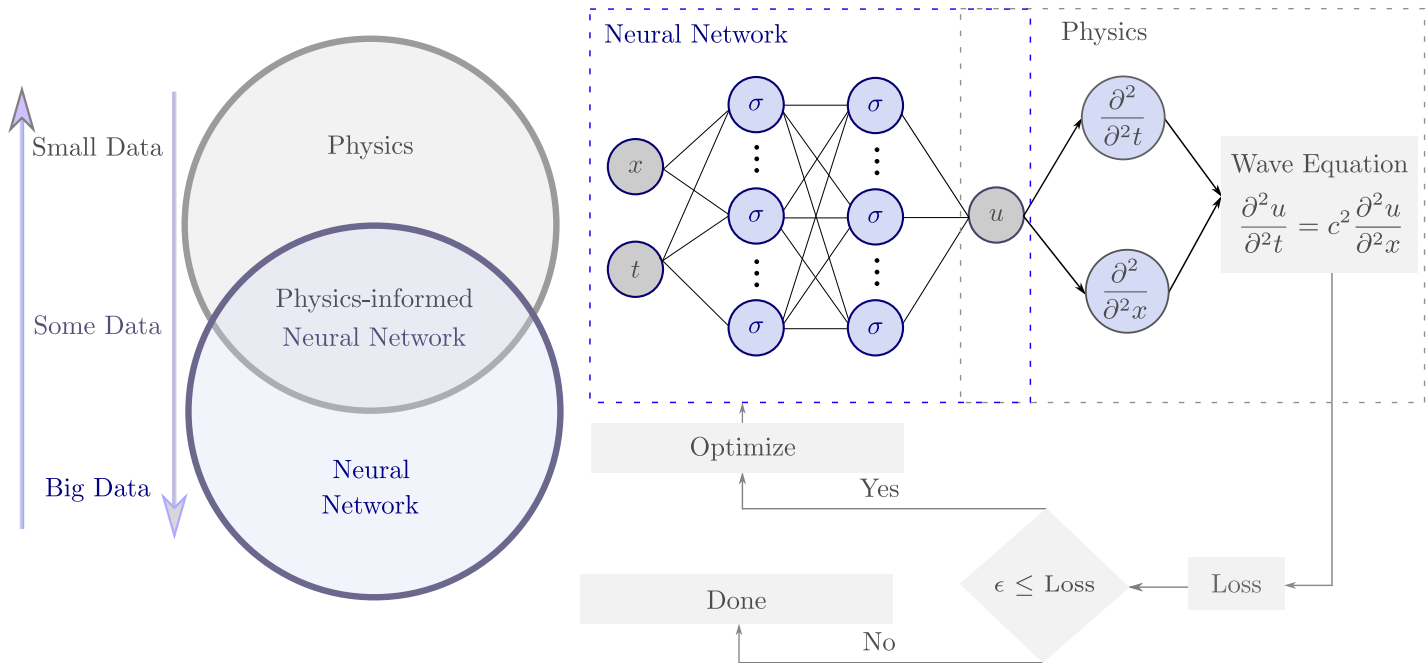 Small Data
Some Data
Big Data
Physics
Physics-informed
Neural Network
Neural
Network
Neural Network
x
t
σ
σ
σ
σ
σ
σ
u
Physics
∂²
∂²t
∂²
∂²x
Wave Equation
∂²u/∂²t = c² ∂²u/∂²x
Optimize
Yes
ϵ ≤ Loss
Loss
Done
No